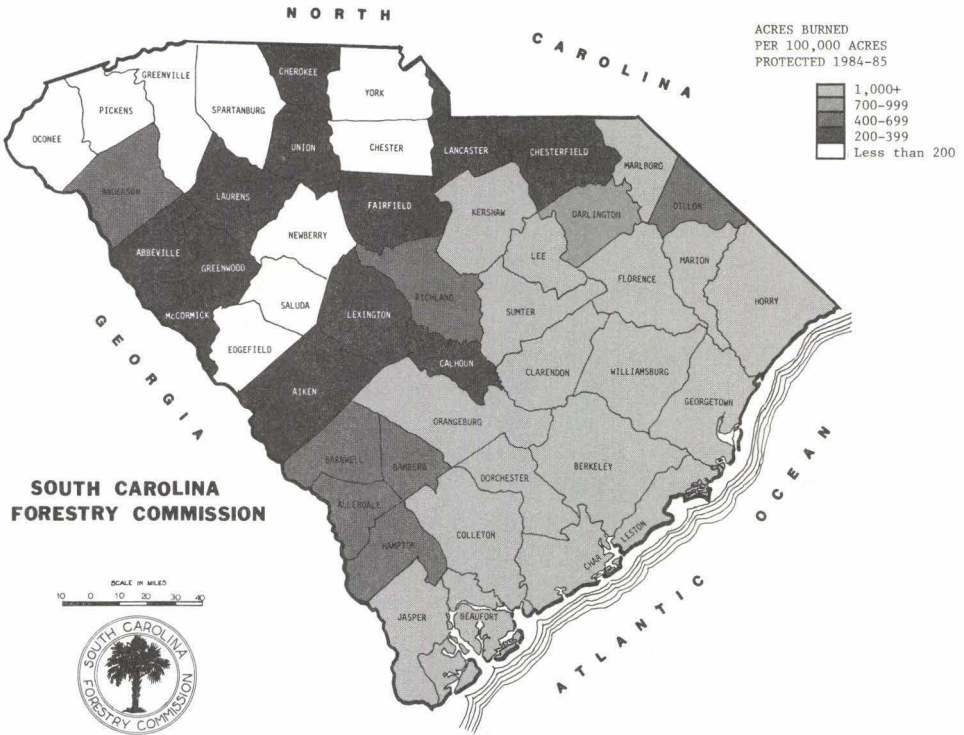 NORTH
CAROLINA
ACRES BURNED
PER 100,000 ACRES
PROTECTED 1984-85
1,000+
700-999
400-699
200-399
Less than 200
CHEROKEE
GREENVILLE
YORK
PICKENS
SPARTANBURG
OCONEE
UNION
CHESTER
LANCASTER
CHESTERFIELD
MARLBORG
ANDERSON
LAURENS
FAIRFIELD
KERSHAW
DARLINGTON
DILLON
NEWBERRY
ABBEVILLE
GREENWOOD
LEE
MARION
FLORENCE
HORRY
RICHLAND
SALUDA
McCORMICK
LEXINGTON
SUMTER
EDGEFIELD
CALHOUN
CLARENDON
WILLIAMSBURG
AIKEN
GEORGETOWN
ORANGEBURG
GEORGIA
BARNWELL
BAMBERG
DORCHESTER
BERKELEY
ALLENDALE
COLLETON
HAMPTON
CHAR
LESTON
JASPER
BEAUFORT
ATLANTIC OCEAN
SOUTH CAROLINA
FORESTRY COMMISSION
SCALE IN MILES
10 0 10 20 30 40
SOUTH CAROLINA
FORESTRY COMMISSION